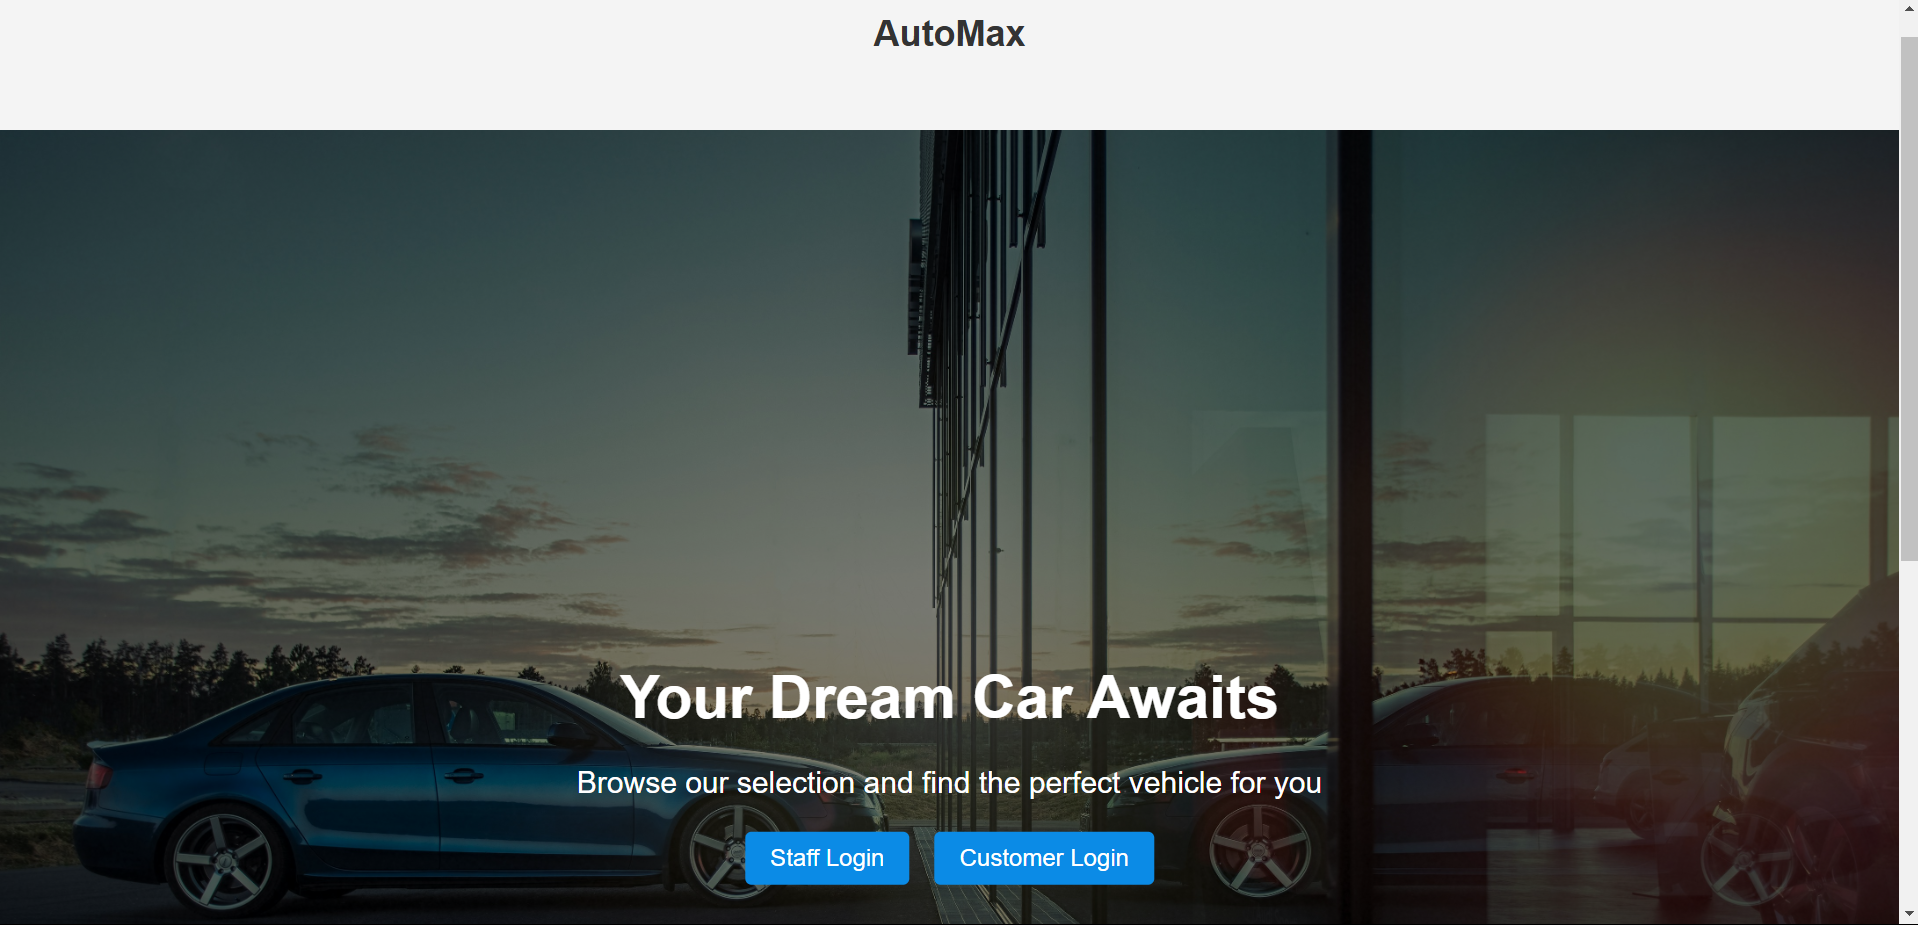 AutoMax
Your Dream Car Awaits
Browse our selection and find the perfect vehicle for you
Staff Login
Customer Login